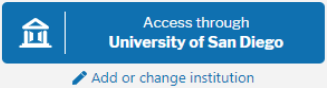 Access through
University of San Diego
Add or change institution